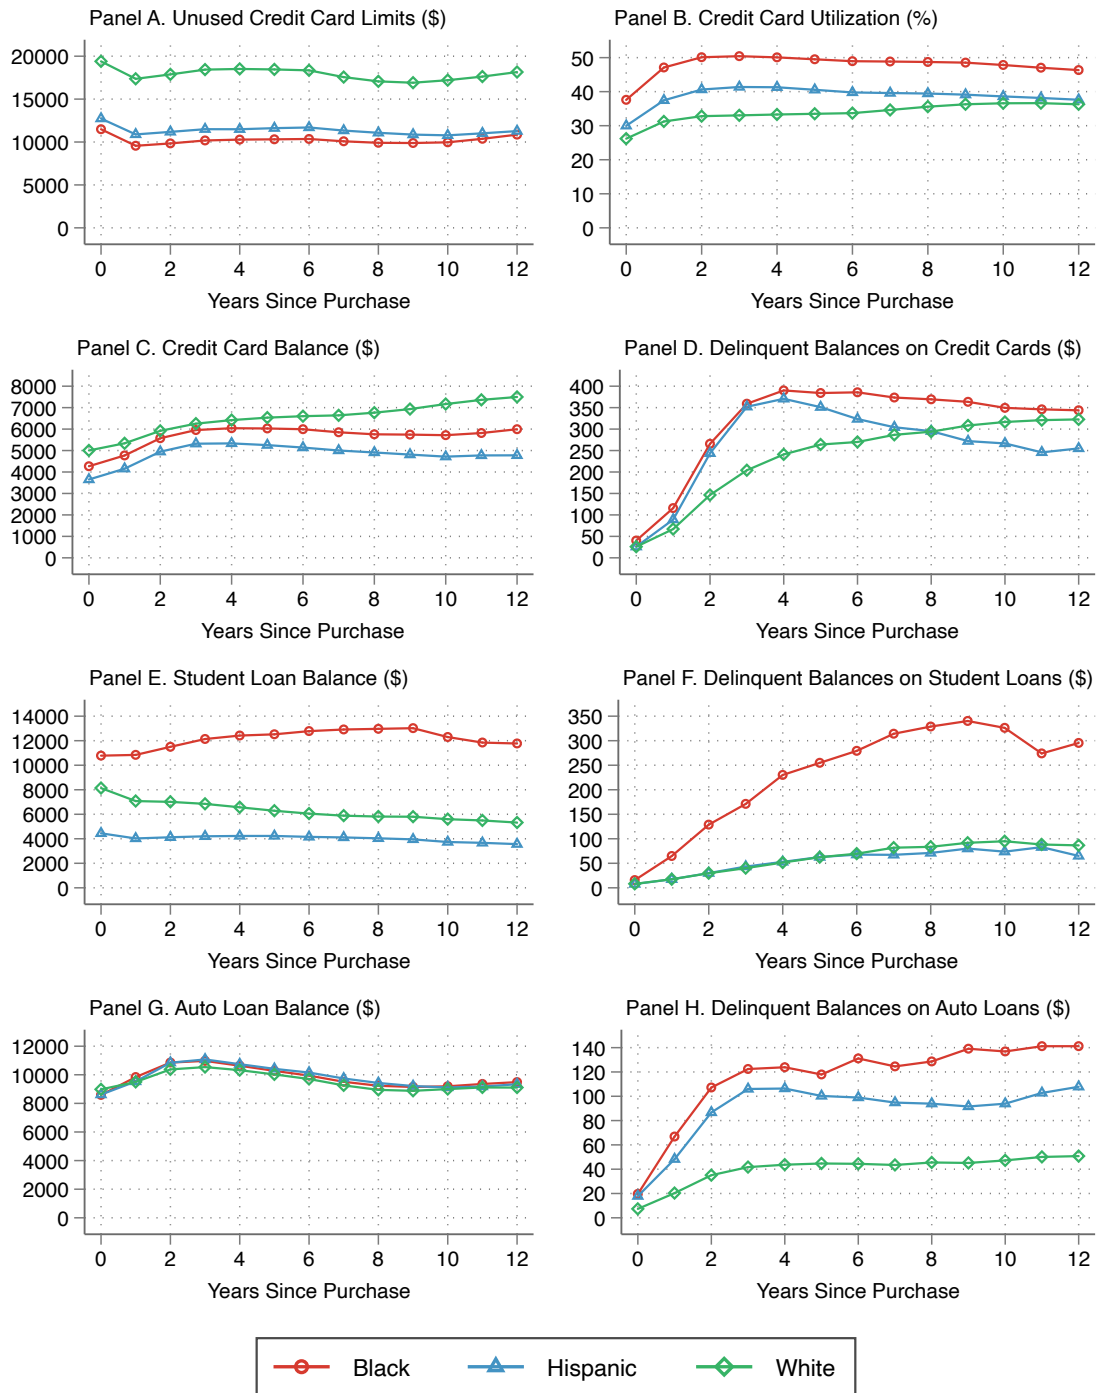 Panel A. Unused Credit Card Limits ($)
20000
15000
10000
5000
0
0 2 4 6 8 10 12
Years Since Purchase
Panel B. Credit Card Utilization (%)
50
40
30
20
10
0
0 2 4 6 8 10 12
Years Since Purchase
Panel C. Credit Card Balance ($)
8000
7000
6000
5000
4000
3000
2000
1000
0
0 2 4 6 8 10 12
Years Since Purchase
Panel D. Delinquent Balances on Credit Cards ($)
400
350
300
250
200
150
100
50
0
0 2 4 6 8 10 12
Years Since Purchase
Panel E. Student Loan Balance ($)
14000
12000
10000
8000
6000
4000
2000
0
0 2 4 6 8 10 12
Years Since Purchase
Panel F. Delinquent Balances on Student Loans ($)
350
300
250
200
150
100
50
0
0 2 4 6 8 10 12
Years Since Purchase
Panel G. Auto Loan Balance ($)
12000
10000
8000
6000
4000
2000
0
0 2 4 6 8 10 12
Years Since Purchase
Panel H. Delinquent Balances on Auto Loans ($)
140
120
100
80
60
40
20
0
0 2 4 6 8 10 12
Years Since Purchase
Black Hispanic White